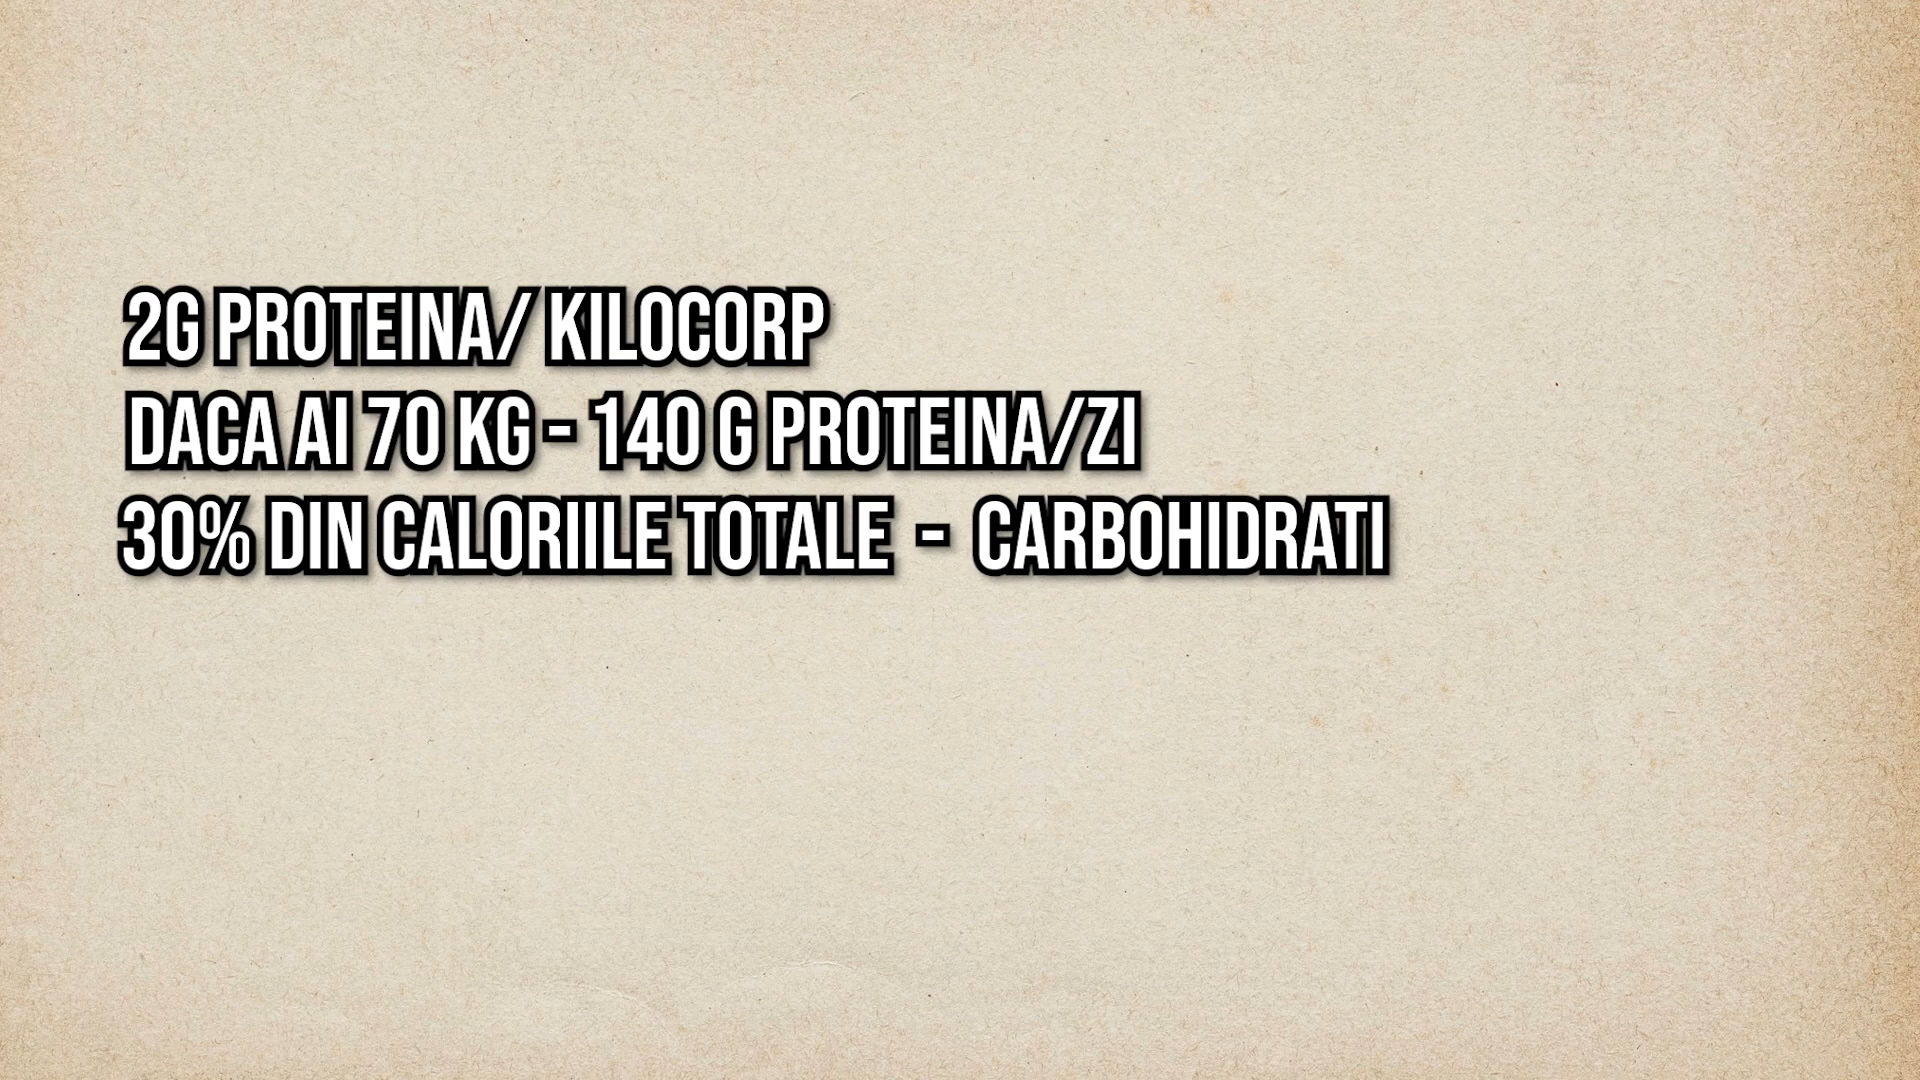 2G PROTEINA/ KILOCORP
DACA AI 70 KG - 140 G PROTEINA/ZI
30% DIN CALORIILE TOTALE - CARBOHIDRATI